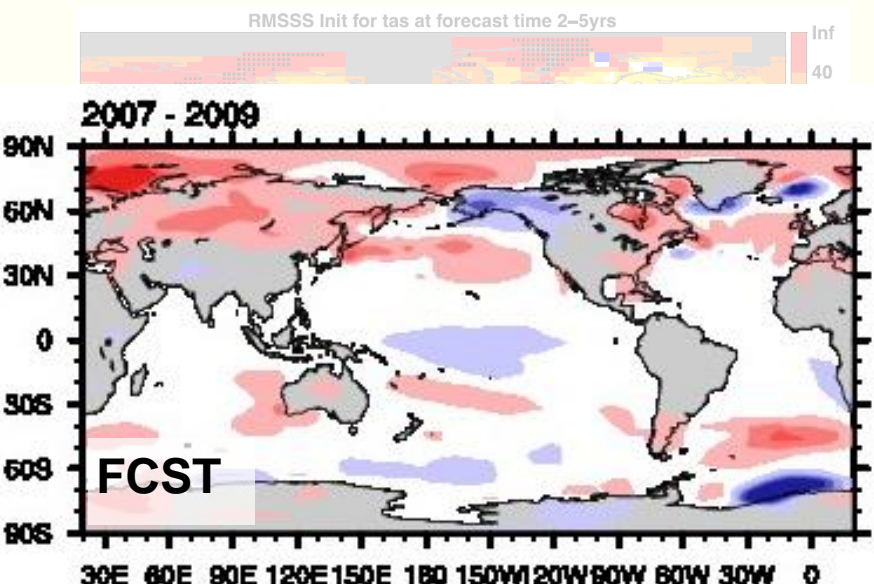 RMSSS Init for tas at forecast time 2–5yrs
Inf
40
2007 - 2009
90N
60N
30N
0
30S
60S
90S
FCST
30E 60E 90E 120E 150E 180 150W 120W 90W 60W 30W 0